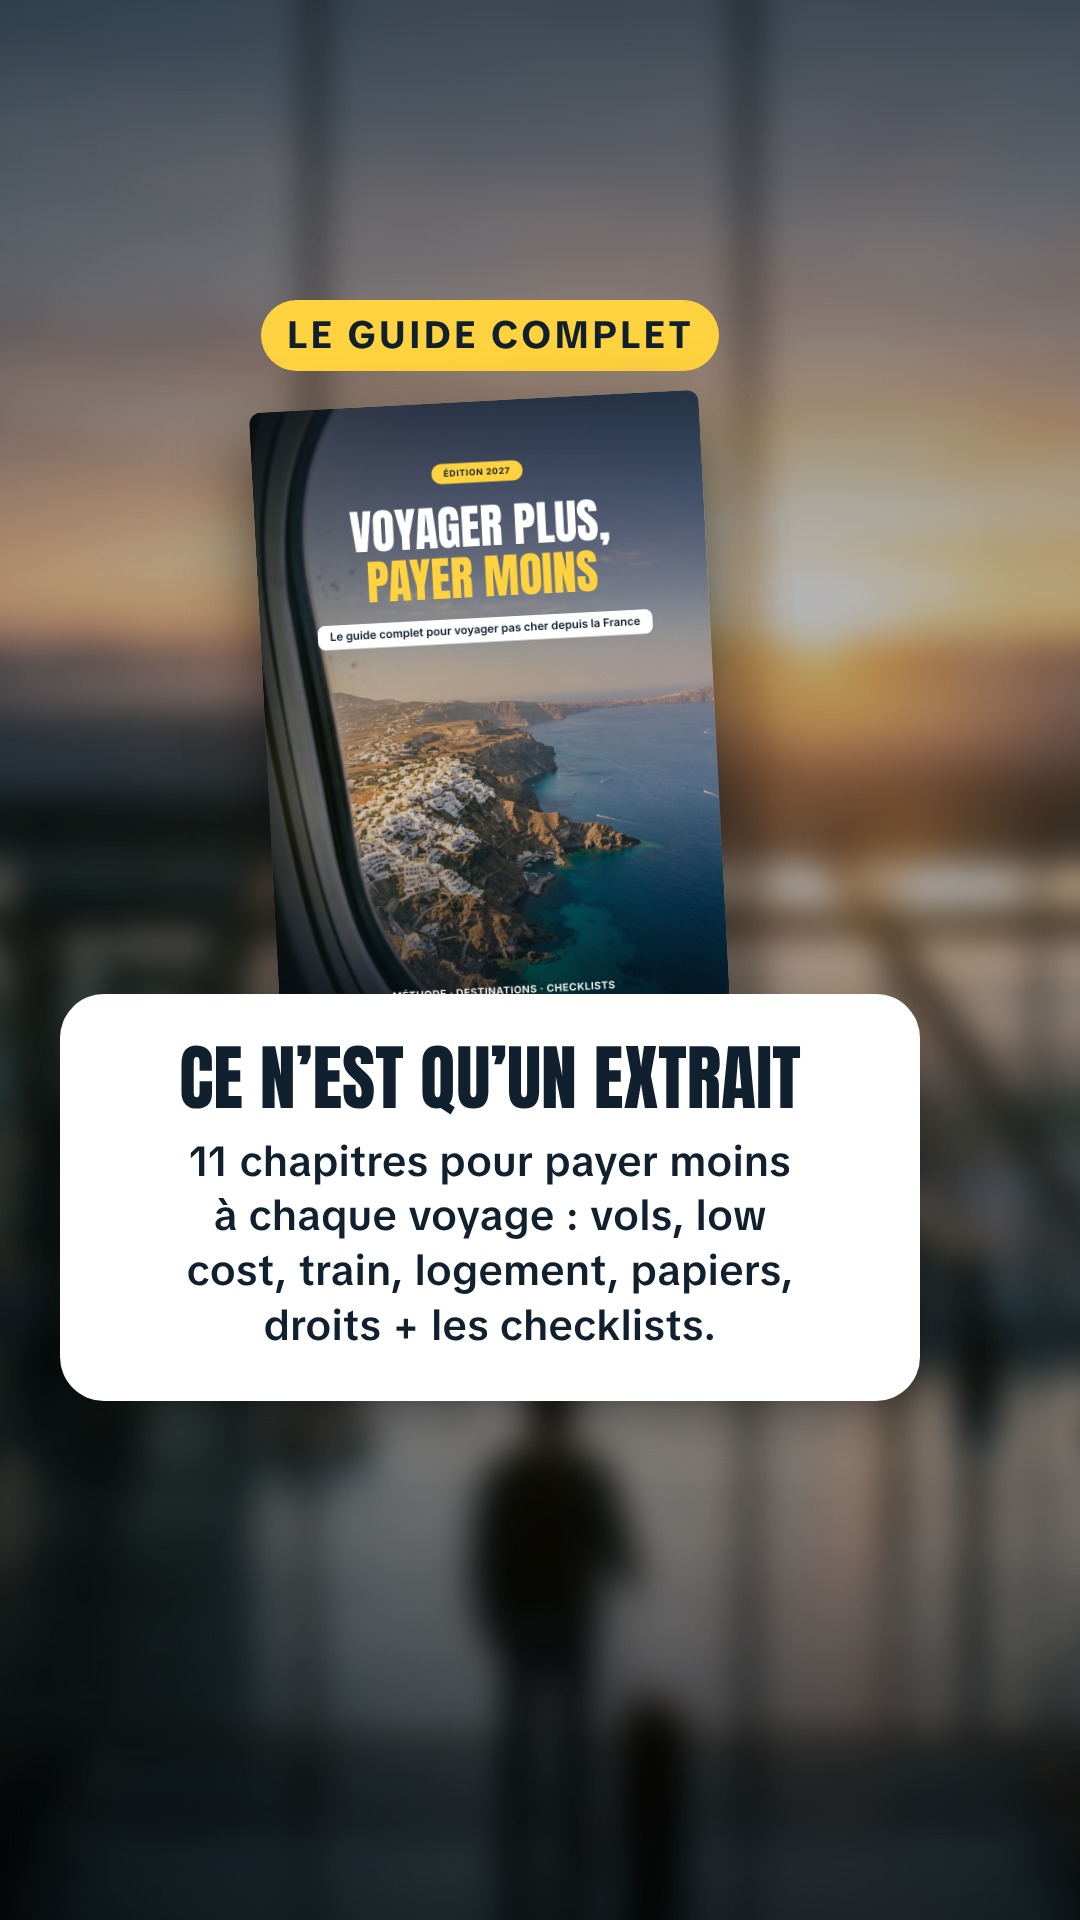 LE GUIDE COMPLET
ÉDITION 2027
VOYAGER PLUS,
PAYER MOINS
Le guide complet pour voyager pas cher depuis la France
MÉTHODE · DESTINATIONS · CHECKLISTS
CE N’EST QU’UN EXTRAIT
11 chapitres pour payer moins
à chaque voyage : vols, low
cost, train, logement, papiers,
droits + les checklists.